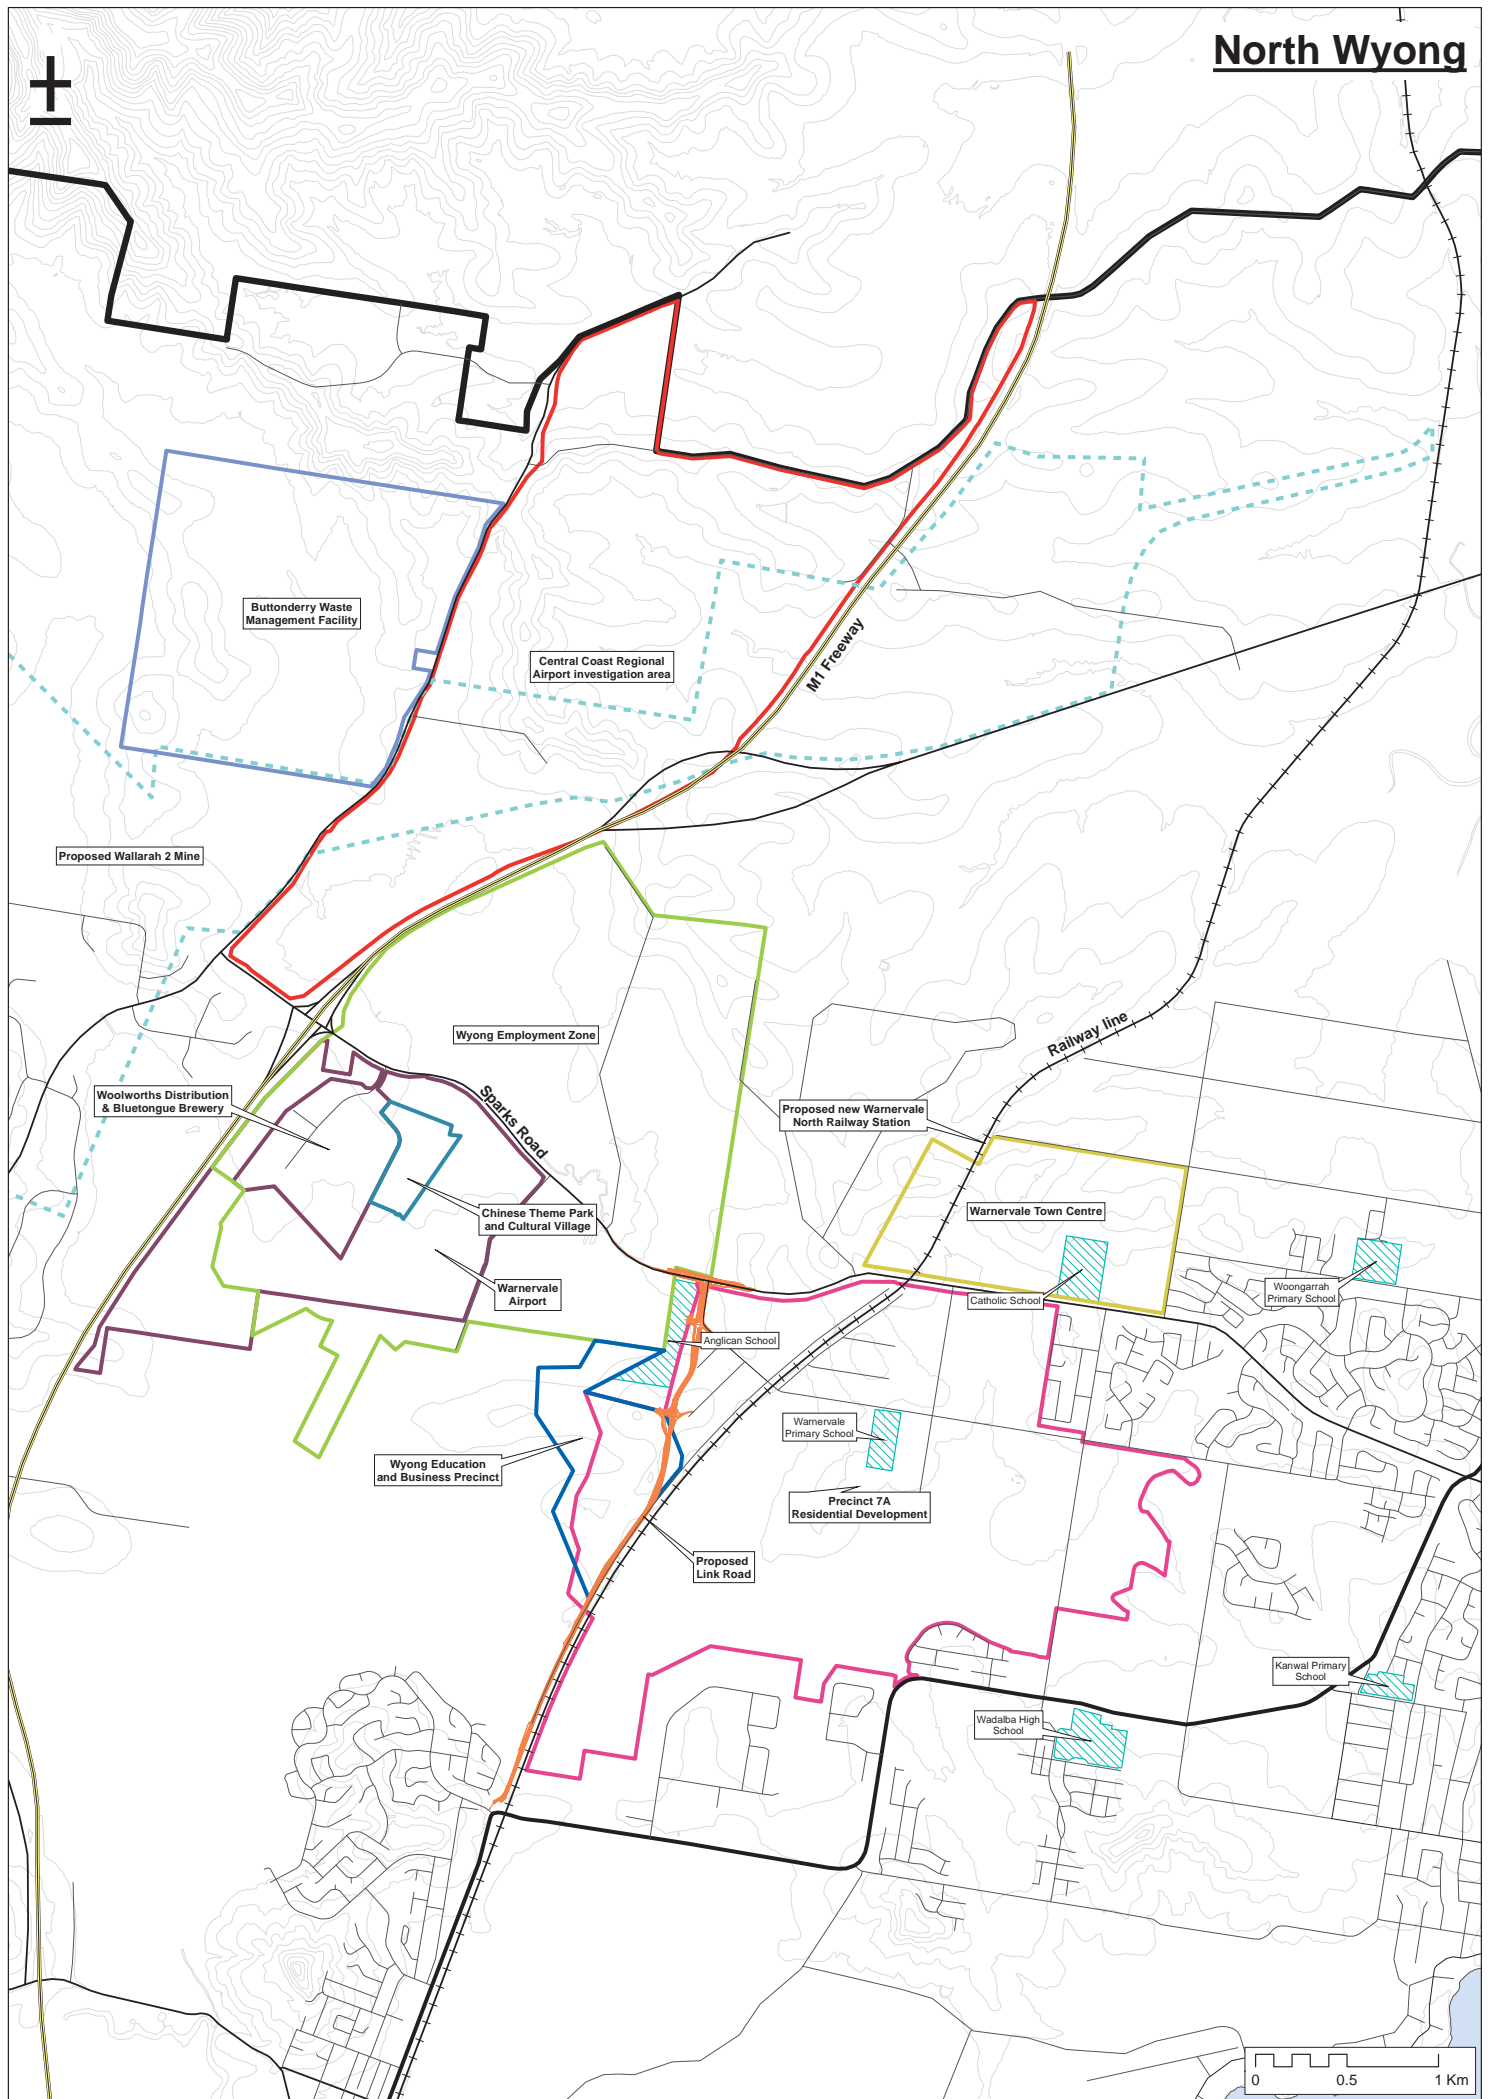 North Wyong
Buttonderry Waste
Management Facility
Central Coast Regional
Airport investigation area
M1 Freeway
Proposed Wallarah 2 Mine
Wyong Employment Zone
Railway line
Woolworths Distribution
& Bluetongue Brewery
Sparks Road
Proposed new Warnervale
North Railway Station
Chinese Theme Park
and Cultural Village
Warnervale Town Centre
Warnervale
Airport
Catholic School
Woongarrah
Primary School
Anglican School
Warnervale
Primary School
Wyong Education
and Business Precinct
Precinct 7A
Residential Development
Proposed
Link Road
Kanwal Primary
School
Wadalba High
School
0 0.5 1 Km